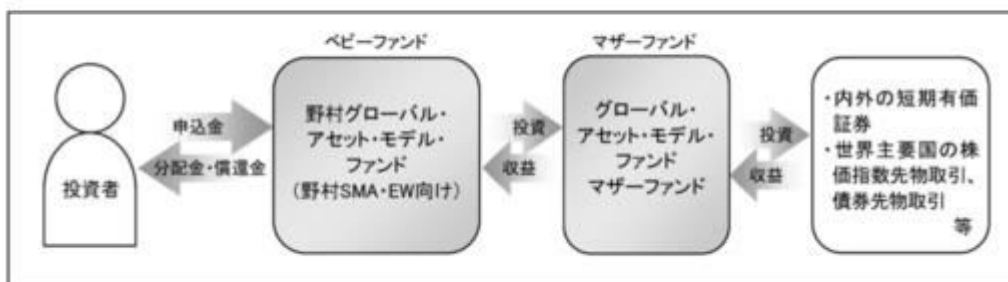 ベビーファンド
マザーファンド
投資者
申込金
分配金・償還金
野村グローバル・
アセット・モデル・
ファンド
(野村SMA・EW向け)
投資
収益
グローバル・
アセット・モデル・
ファンド
マザーファンド
投資
収益
・内外の短期有価
証券
・世界主要国の株
価指数先物取引、
債券先物取引
等